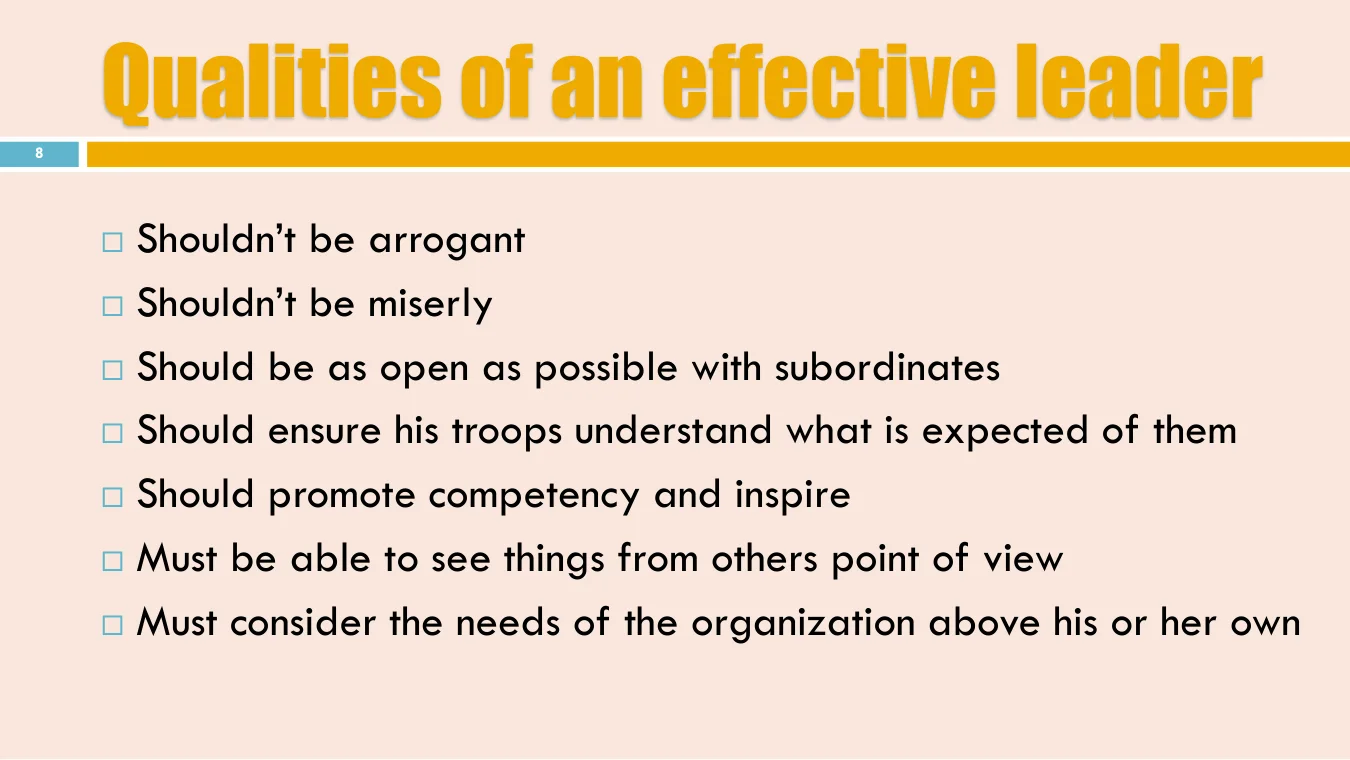 Qualities of an effective leader
8
Shouldn’t be arrogant
Shouldn’t be miserly
Should be as open as possible with subordinates
Should ensure his troops understand what is expected of them
Should promote competency and inspire
Must be able to see things from others point of view
Must consider the needs of the organization above his or her own